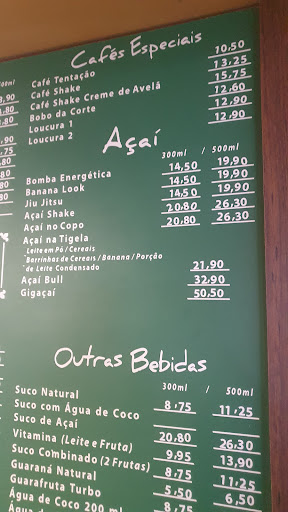 Cafés Especiais
Café Tentação 10,50
Café Shake 13,25
Café Shake Creme de Avelã 15,75
Bobo da Corte 12,60
Loucura 1 12,90
Loucura 2 12,90
Açaí
300ml / 500ml
Bomba Energética 14,50 19,90
Banana Look 14,50 19,90
Jiu Jitsu 14,50 19,90
Açaí Shake 20,80 26,30
Açaí no Copo 20,80 26,30
Açaí na Tigela
*Leite em Pó / Cereais
*Barrinhas de Cereais / Banana / Porção
de Leite Condensado 21,90
Açaí Bull 32,90
Gigaçaí 50,50
Outras Bebidas
300ml / 500ml
Suco Natural 8,75 11,25
Suco com Água de Coco
Suco de Açaí 20,80 26,30
Vitamina (Leite e Fruta) 9,95 13,90
Suco Combinado (2 Frutas) 8,75 11,25
Guaraná Natural 5,50 6,50
Guarafruta Turbo
Água de Coco 200 ml